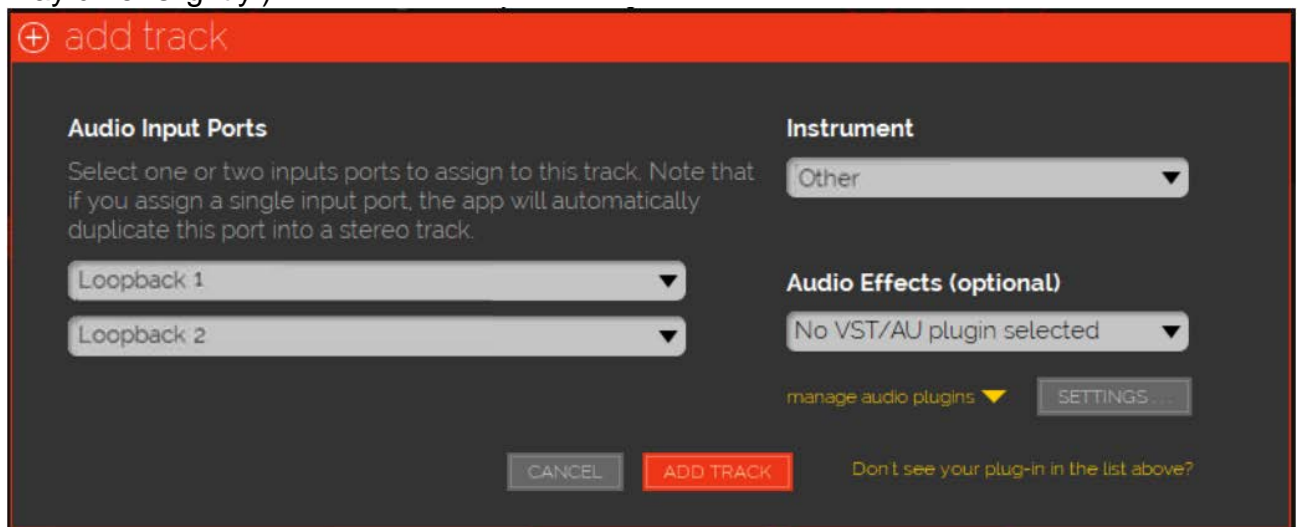 add track
Audio Input Ports
Select one or two inputs ports to assign to this track. Note that
if you assign a single input port, the app will automatically
duplicate this port into a stereo track.
Loopback 1
Loopback 2
Instrument
Other
Audio Effects (optional)
No VST/AU plugin selected
manage audio plugins
SETTINGS . . .
CANCEL
ADD TRACK
Don't see your plug-in in the list above?